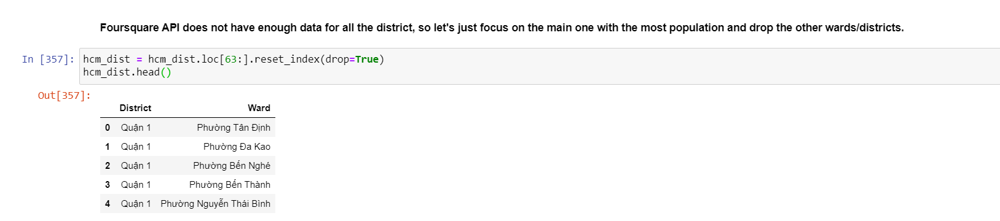 Foursquare API does not have enough data for all the district, so let's just focus on the main one with the most population and drop the other wards/districts.
In [357]: hcm_dist = hcm_dist.loc[63:].reset_index(drop=True)
hcm_dist.head()
Out[357]:
District Ward
0 Quận 1 Phường Tân Định
1 Quận 1 Phường Đa Kao
2 Quận 1 Phường Bến Nghé
3 Quận 1 Phường Bến Thành
4 Quận 1 Phường Nguyễn Thái Bình